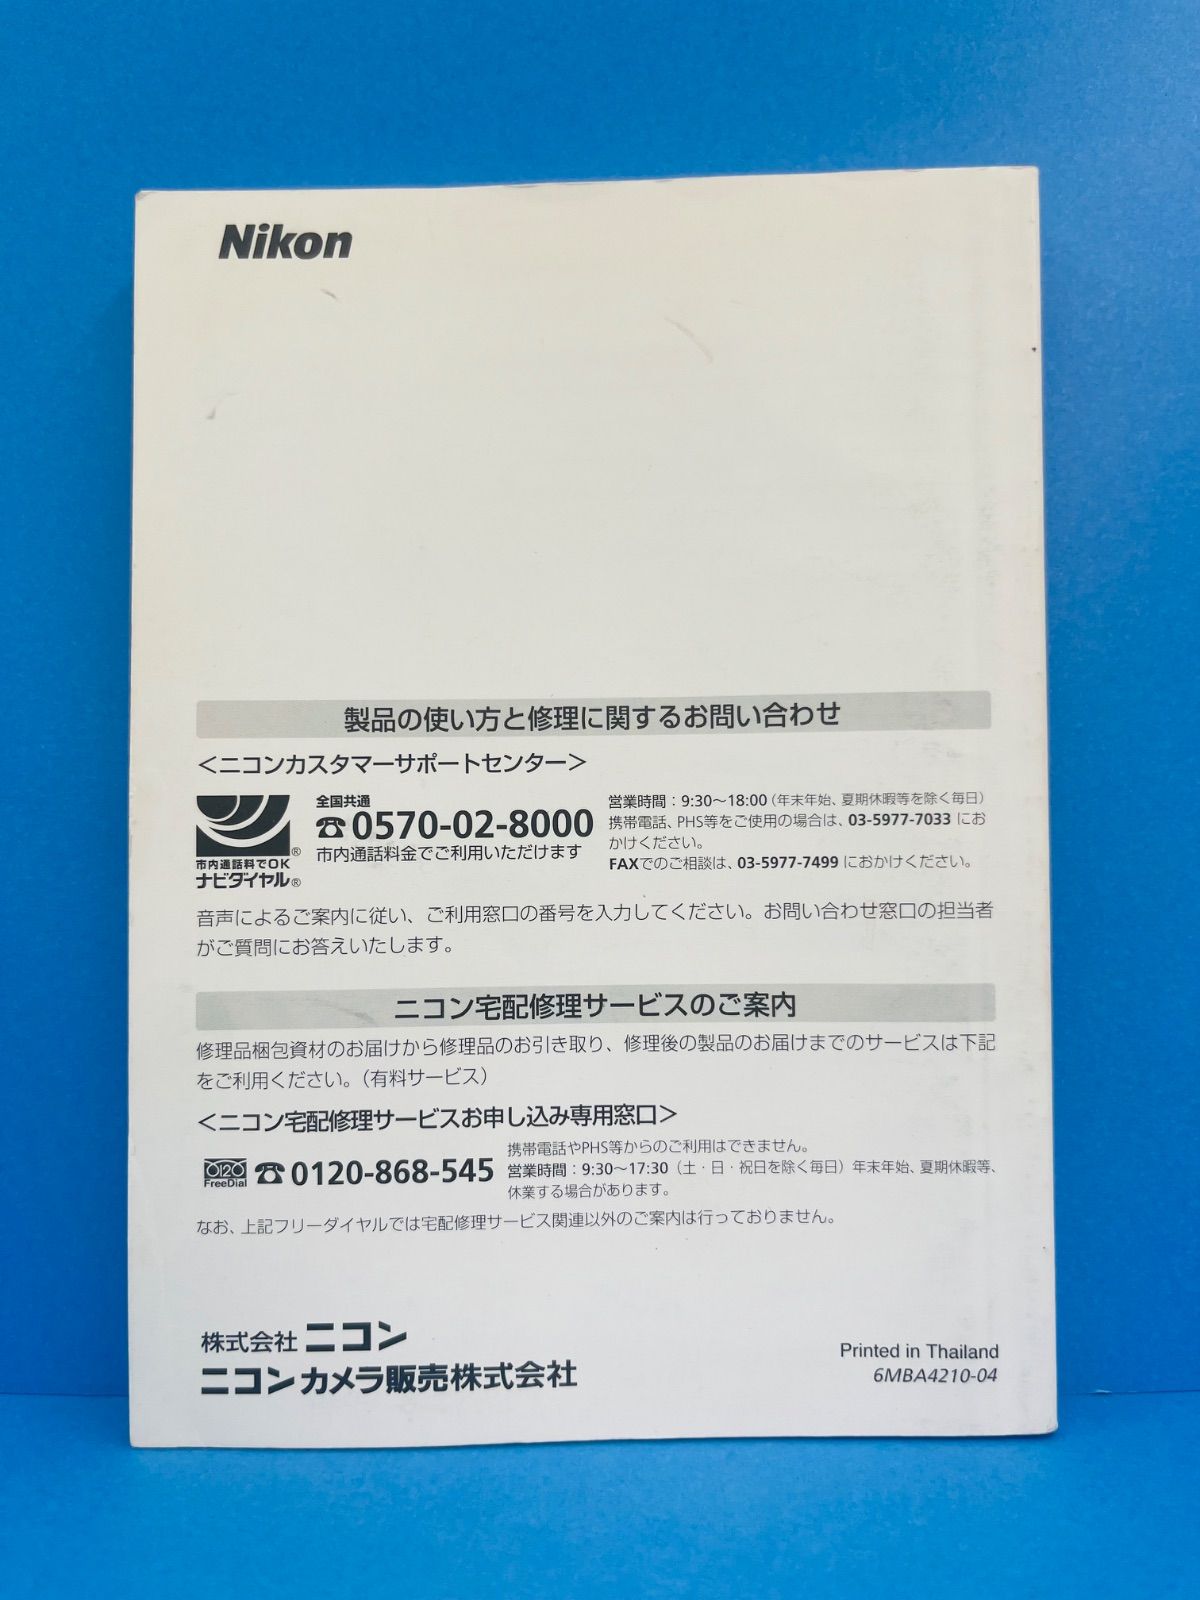 Nikon
製品の使い方と修理に関するお問い合わせ
<ニコンカスタマーサポートセンター>
市内通話料でOK
ナビダイヤル®
全国共通
☎0570-02-8000
市内通話料金でご利用いただけます
営業時間：9:30～18:00（年末年始、夏期休暇等を除く毎日）
携帯電話、PHS等をご使用の場合は、03-5977-7033 にお
かけください。
FAXでのご相談は、03-5977-7499 におかけください。
音声によるご案内に従い、ご利用窓口の番号を入力してください。お問い合わせ窓口の担当者
がご質問にお答えいたします。
ニコン宅配修理サービスのご案内
修理品梱包資材のお届けから修理品のお引き取り、修理後の製品のお届けまでのサービスは下記
をご利用ください。（有料サービス）
<ニコン宅配修理サービスお申し込み専用窓口>
0120
FreeDial
☎0120-868-545
携帯電話やPHS等からのご利用はできません。
営業時間：9:30～17:30（土・日・祝日を除く毎日）年末年始、夏期休暇等、
休業する場合があります。
なお、上記フリーダイヤルでは宅配修理サービス関連以外のご案内は行っておりません。
株式会社 ニコン
ニコンカメラ販売株式会社
Printed in Thailand
6MBA4210-04